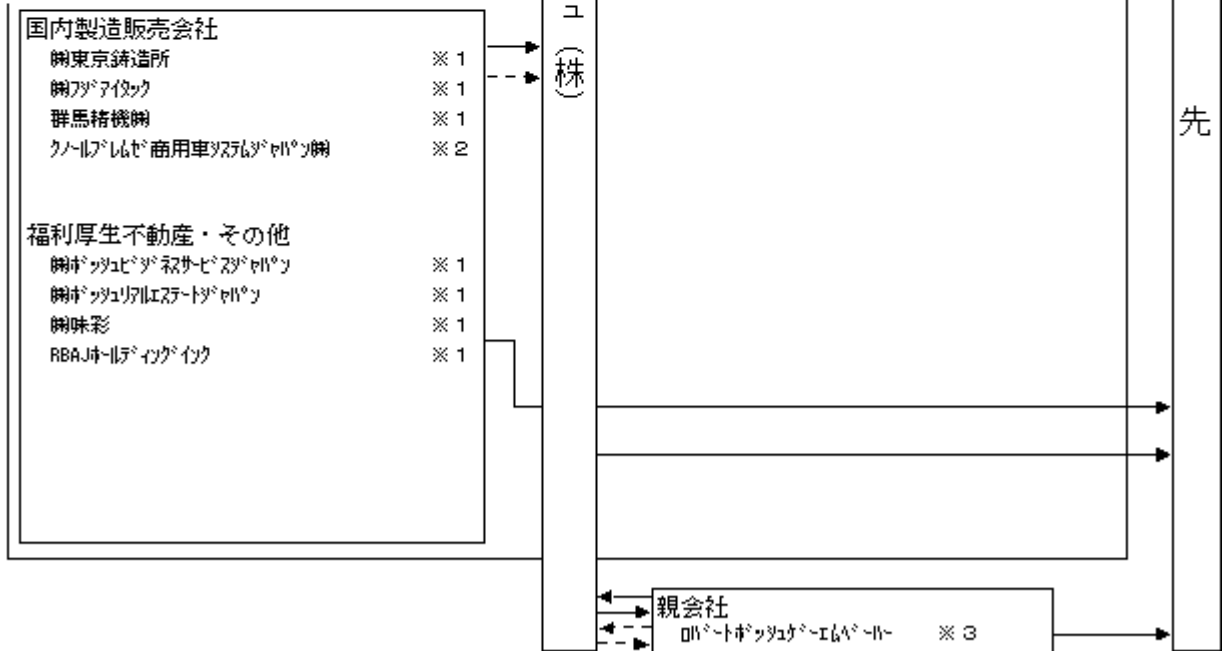 国内製造販売会社
㈱東京鋳造所 ※1
㈱ﾌｼﾞｱｲﾀｯｸ ※1
群馬精機㈱ ※1
ｸﾉｰﾙﾌﾞﾚﾑｾﾞ商用車ｼｽﾃﾑｼﾞｬﾊﾟﾝ㈱ ※2
福利厚生不動産・その他
㈱ﾎﾞｯｼｭﾋﾞｼﾞﾈｽｻｰﾋﾞｽｼﾞｬﾊﾟﾝ ※1
㈱ﾎﾞｯｼｭﾘｱﾙｴｽﾃｰﾄｼﾞｬﾊﾟﾝ ※1
㈱味彩 ※1
RBAJﾎｰﾙﾃﾞｨﾝｸﾞｲﾝｸ ※1
ュ㈱
先
親会社
ﾛﾊﾞｰﾄﾎﾞｯｼｭｹﾞｰｴﾑﾍﾞｰﾊｰ ※3